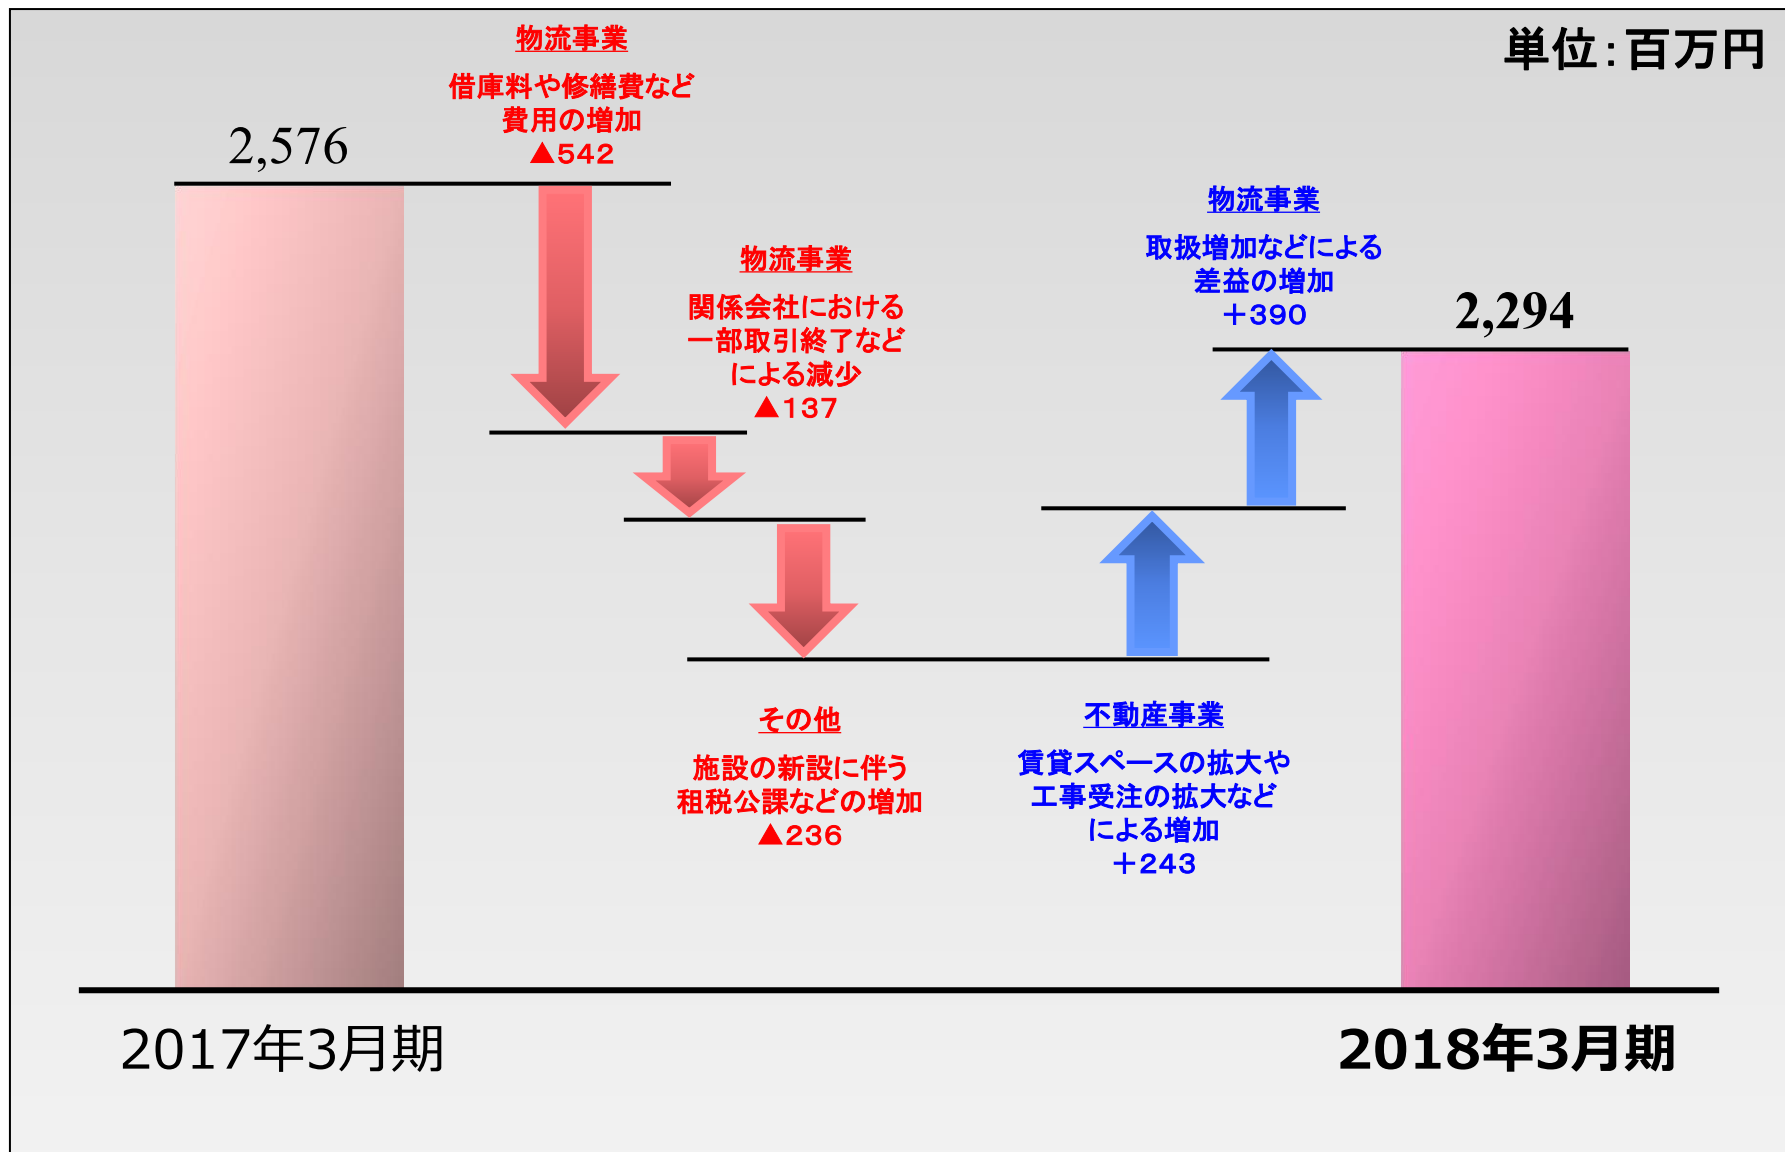 単位：百万円
物流事業
借庫料や修繕費など
費用の増加
▲542
2,576
物流事業
関係会社における
一部取引終了など
による減少
▲137
その他
施設の新設に伴う
租税公課などの増加
▲236
不動産事業
賃貸スペースの拡大や
工事受注の拡大など
による増加
＋243
物流事業
取扱増加などによる
差益の増加
＋390
2,294
2017年3月期
2018年3月期